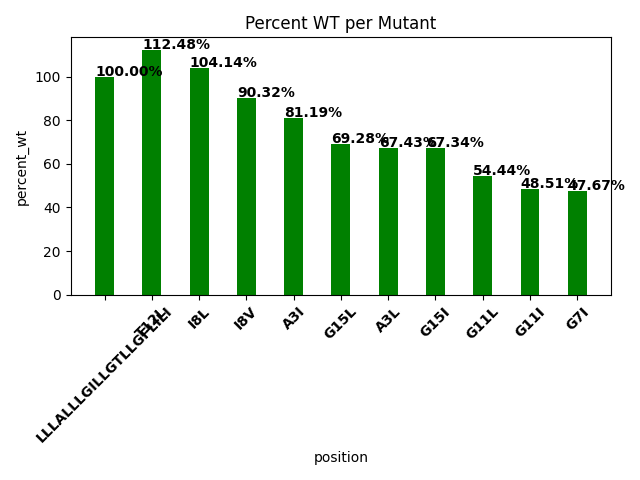 Percent WT per Mutant
112.48%
100.00%
104.14%
90.32%
81.19%
69.28%
67.43%
67.34%
54.44%
48.51%
47.67%
percent_wt
100
80
60
40
20
0
T12L
I8L
I8V
A3I
G15L
A3L
G15I
G11L
G11I
G7I
position